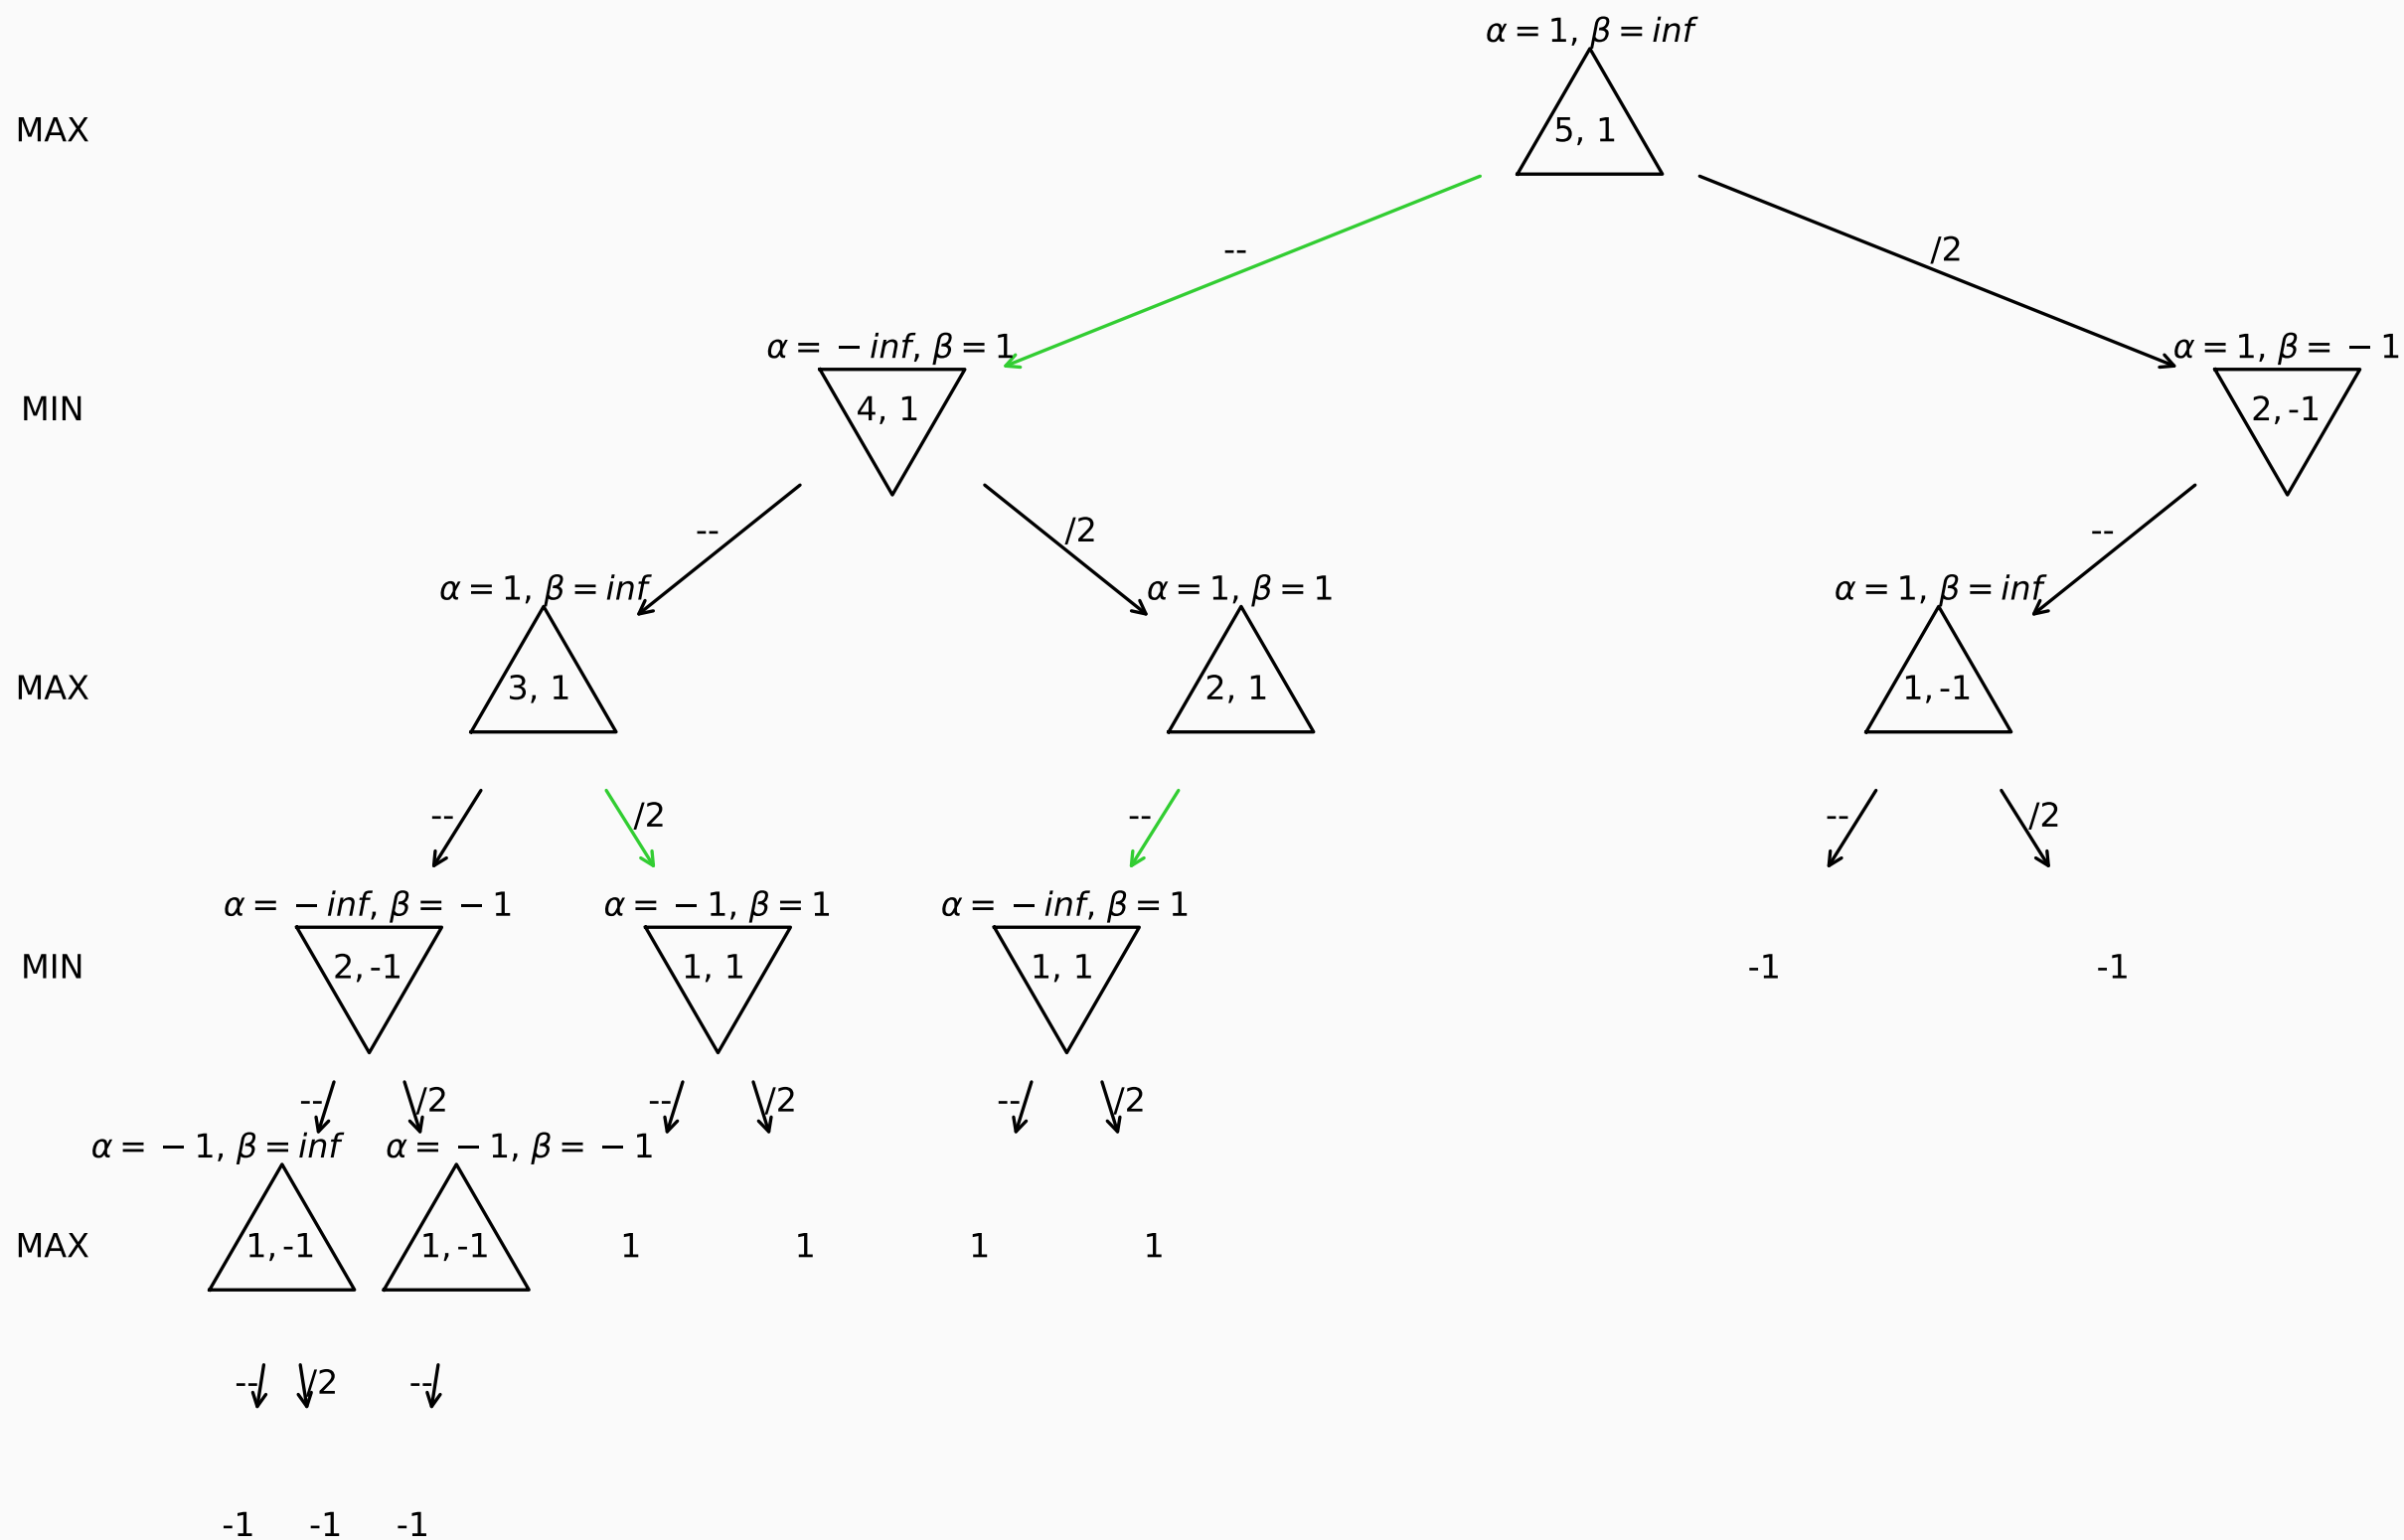 α = 1, β = inf
MAX
5, 1
--
/2
α = − inf, β = 1
α = 1, β = − 1
MIN
4, 1
2, -1
--
/2
--
α = 1, β = inf
α = 1, β = 1
α = 1, β = inf
MAX
3, 1
2, 1
1, -1
--
/2
--
--
/2
α = − inf, β = − 1
α = − 1, β = 1
α = − inf, β = 1
MIN
2, -1
1, 1
1, 1
-1
-1
--
/2
--
/2
--
/2
α = − 1, β = inf
α = − 1, β = − 1
MAX
1, -1
1, -1
1
1
1
1
--
/2
--
-1
-1
-1